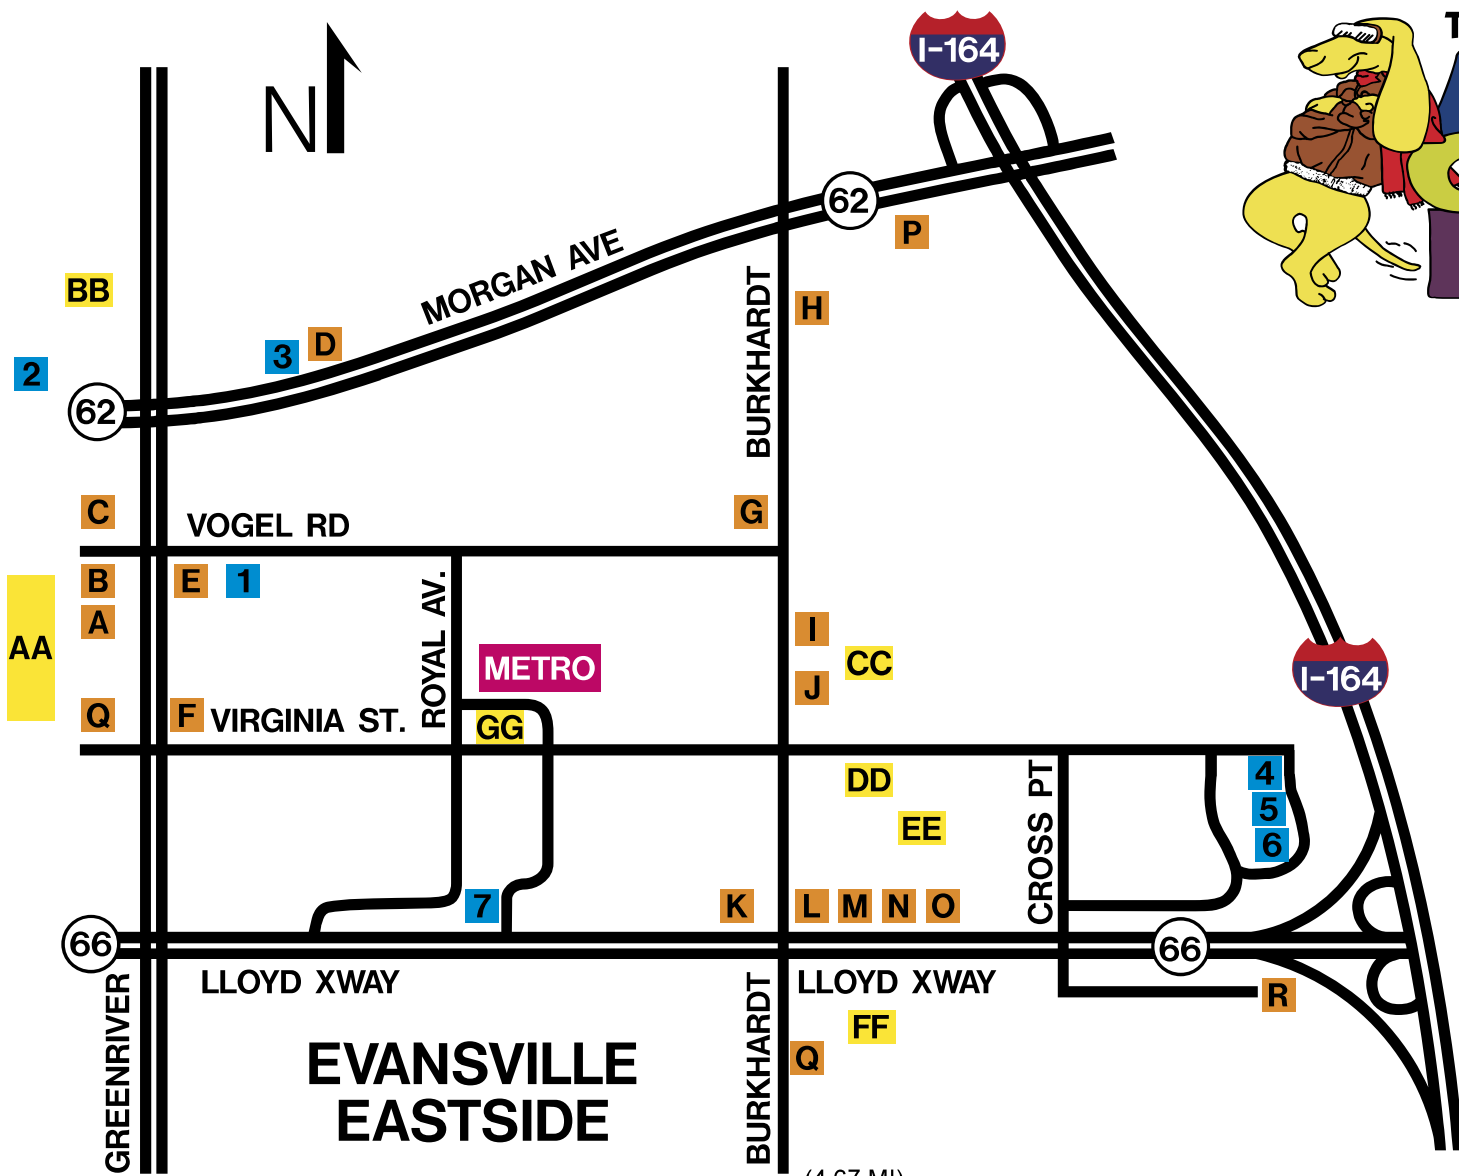 I-164
T
N
62
P
MORGAN AVE
BURKHARDT
BB
H
3
D
2
62
C
VOGEL RD
G
B
E
1
A
ROYAL AV.
I
AA
METRO
CC
I-164
J
Q
F
VIRGINIA ST.
GG
CROSS PT
4
DD
5
EE
6
7
K
L
M
N
O
66
66
GREENRIVER
LLOYD XWAY
BURKHARDT
LLOYD XWAY
R
FF
EVANSVILLE
Q
EASTSIDE